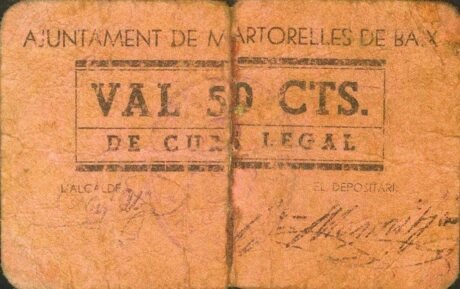 AJUNTAMENT DE MARTORELLES DE BAIX
VAL 50 CTS.
DE CURS LEGAL
L'ALCALDE
EL DEPOSITARI,